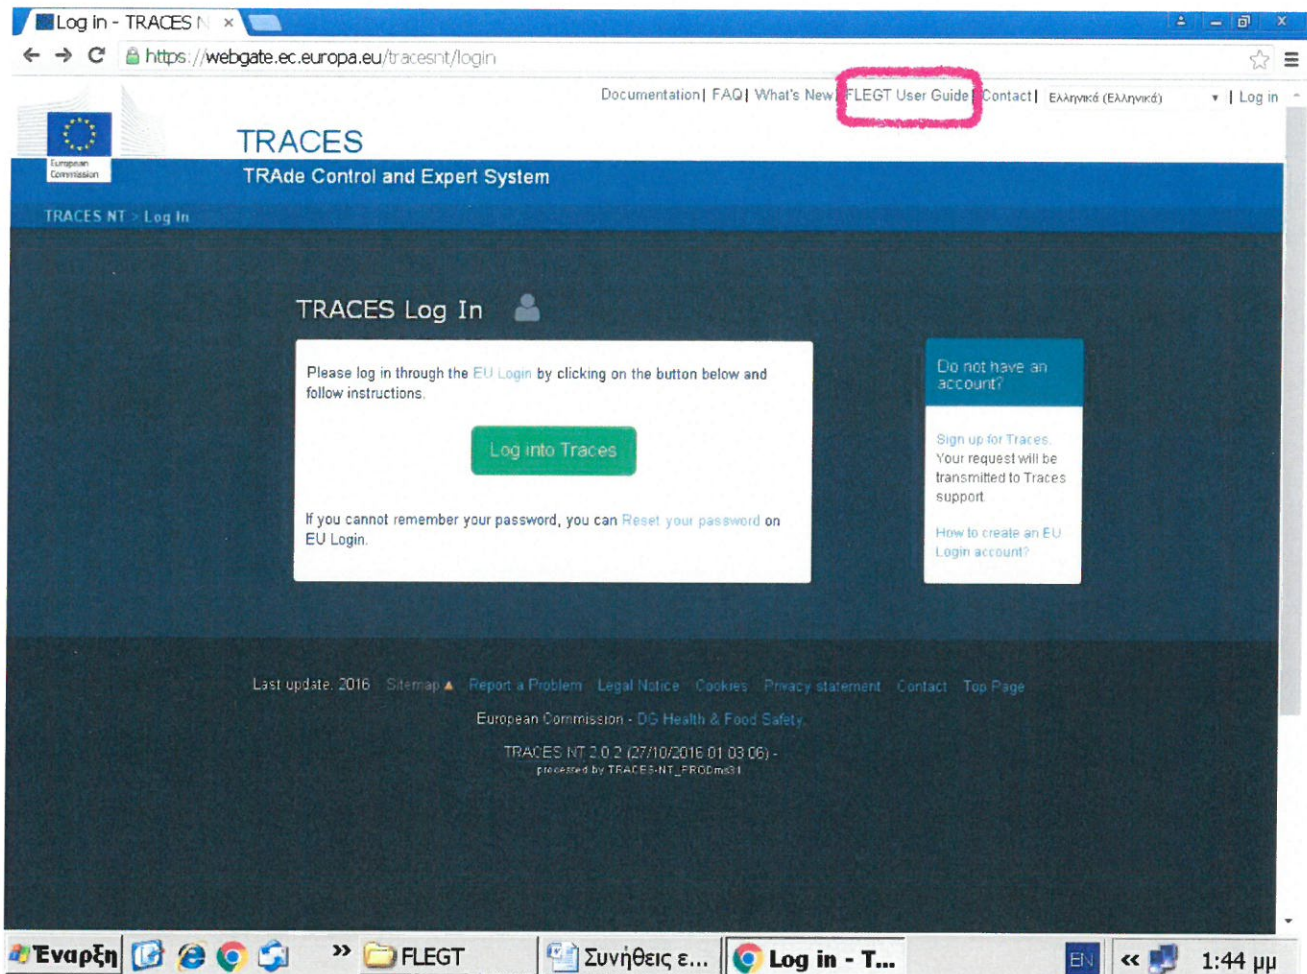 Log in - TRACES N ×
https://webgate.ec.europa.eu/tracesnt/login
Documentation| FAQ| What's New| FLEGT User Guide| Contact| Ελληνικά (Ελληνικά) ▾ | Log in
European
Commission
TRACES
TRAde Control and Expert System
TRACES NT > Log In
TRACES Log In
Please log in through the EU Login by clicking on the button below and
follow instructions.
Log into Traces
If you cannot remember your password, you can Reset your password on
EU Login.
Do not have an
account?
Sign up for Traces.
Your request will be
transmitted to Traces
support.
How to create an EU
Login account?
Last update. 2016 Sitemap ▲ Report a Problem Legal Notice Cookies Privacy statement Contact Top Page
European Commission - DG Health & Food Safety.
TRACES NT 2.0.2 (27/10/2016 01:03:06) -
processed by TRACES-NT_PRODms31
Έναρξη » FLEGT Συνήθεις ε... Log in - T... EN « 1:44 μμ